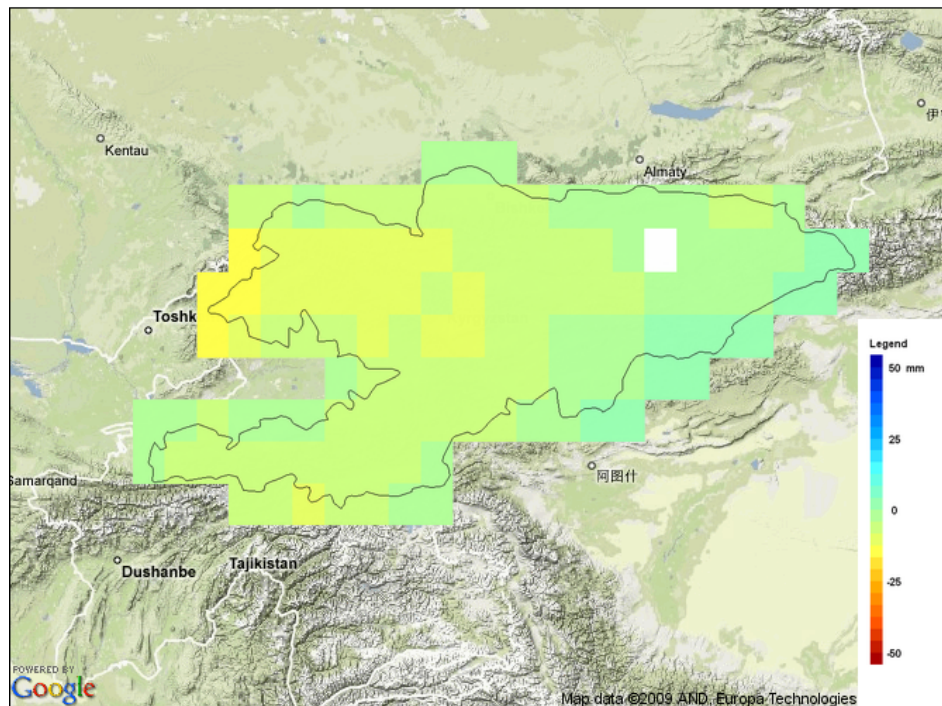 伊
Kentau
Almaty
Toshk
Legend
50 mm
25
0
-25
-50
阿图什
Samarqand
Dushanbe
Tajikistan
POWERED BY
Google
Map data ©2009 AND, Europa Technologies